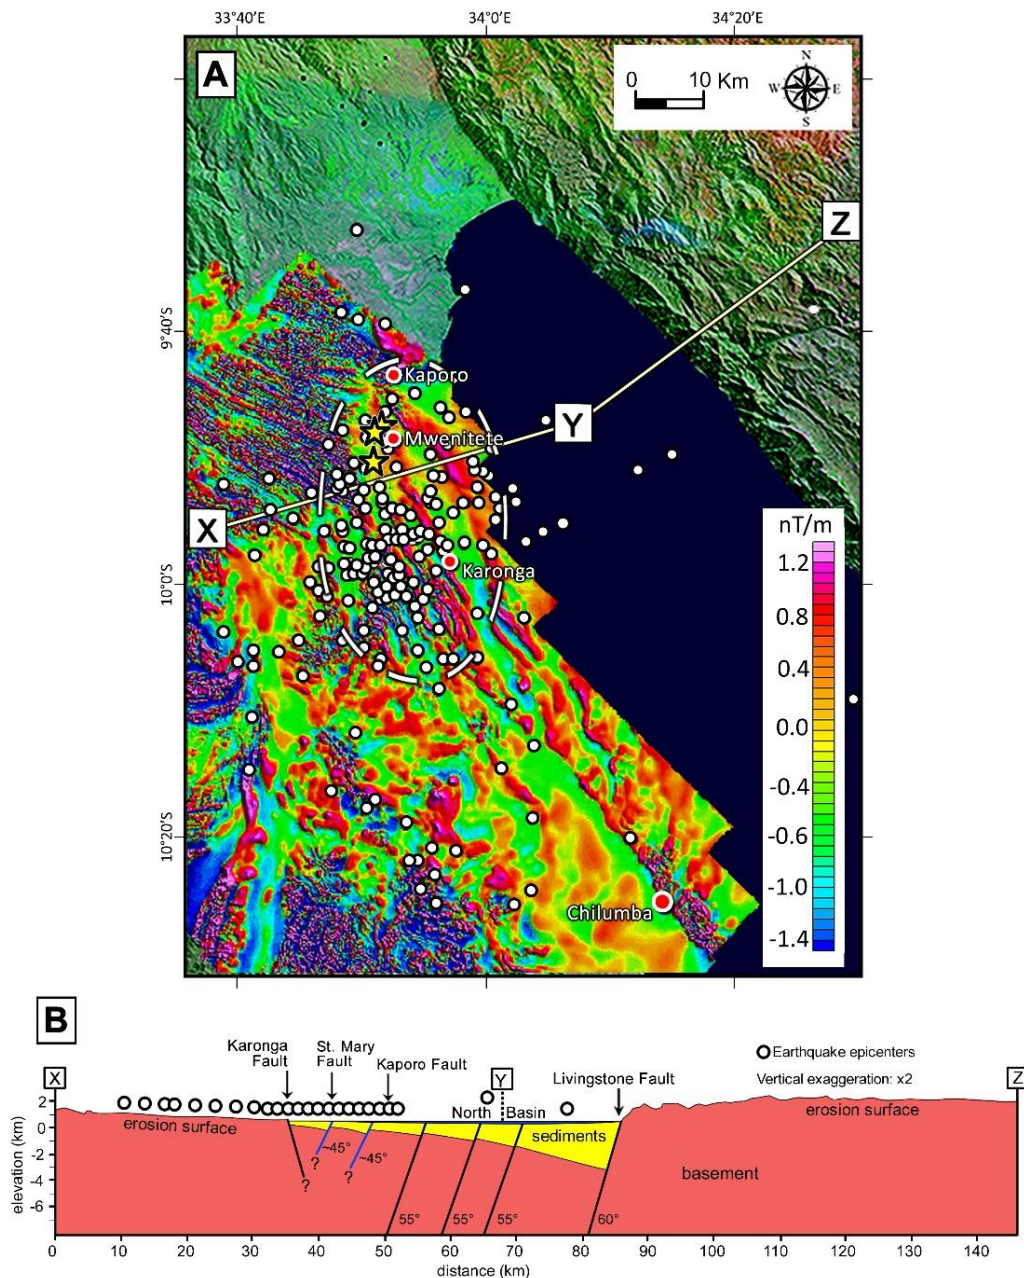 33°40'E 34°0'E 34°20'E
A
0 10 Km
N
W E
S
Z
9°40'
Kaporo
Mwenitete
Y
X
nT/m
1.2
0.8
0.4
0.0
-0.4
-0.6
-1.0
-1.4
Karonga
10°0'S
10°20'
Chilumba
B
Karonga Fault
St. Mary Fault
Kaporo Fault
Earthquake epicenters
Vertical exaggeration: x2
X
Y
Z
Livingstone Fault
North Basin
erosion surface
erosion surface
sediments
basement
~45°
~45°
?
?
?
55°
55°
55°
60°
elevation (km)
2
0
-2
-4
-6
0 10 20 30 40 50 60 70 80 90 100 110 120 130 140
distance (km)